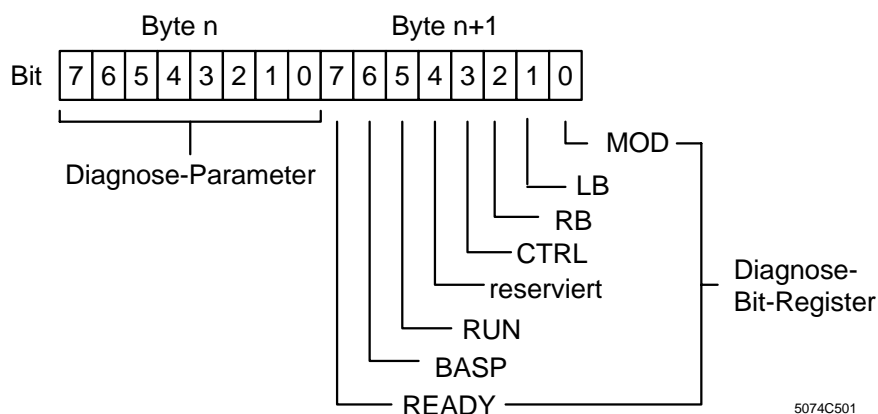 Byte n Byte n+1
Bit 7 6 5 4 3 2 1 0 7 6 5 4 3 2 1 0
MOD
Diagnose-Parameter
LB
RB
CTRL
reserviert
Diagnose-
Bit-Register
RUN
BASP
READY
5074C501